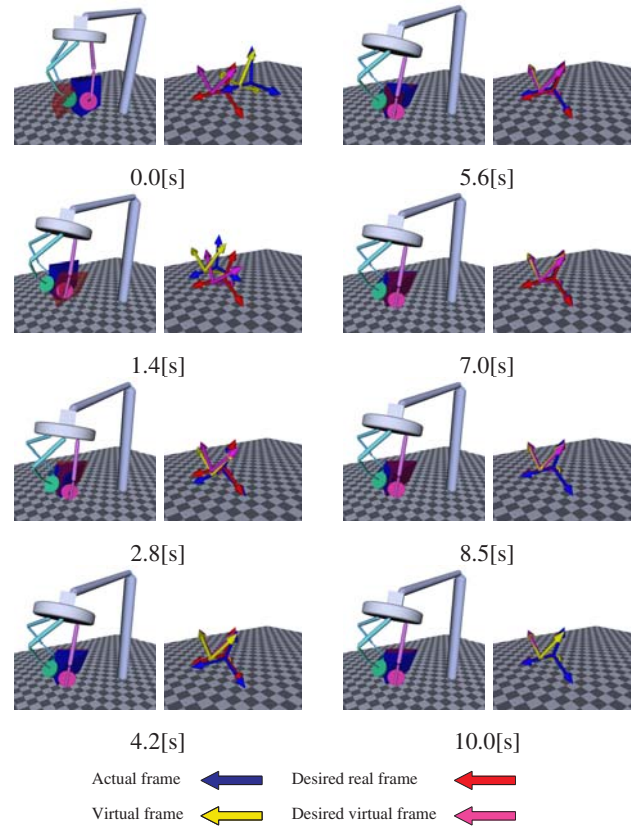 0.0[s]
5.6[s]
1.4[s]
7.0[s]
2.8[s]
8.5[s]
4.2[s]
10.0[s]
Actual frame
Desired real frame
Virtual frame
Desired virtual frame